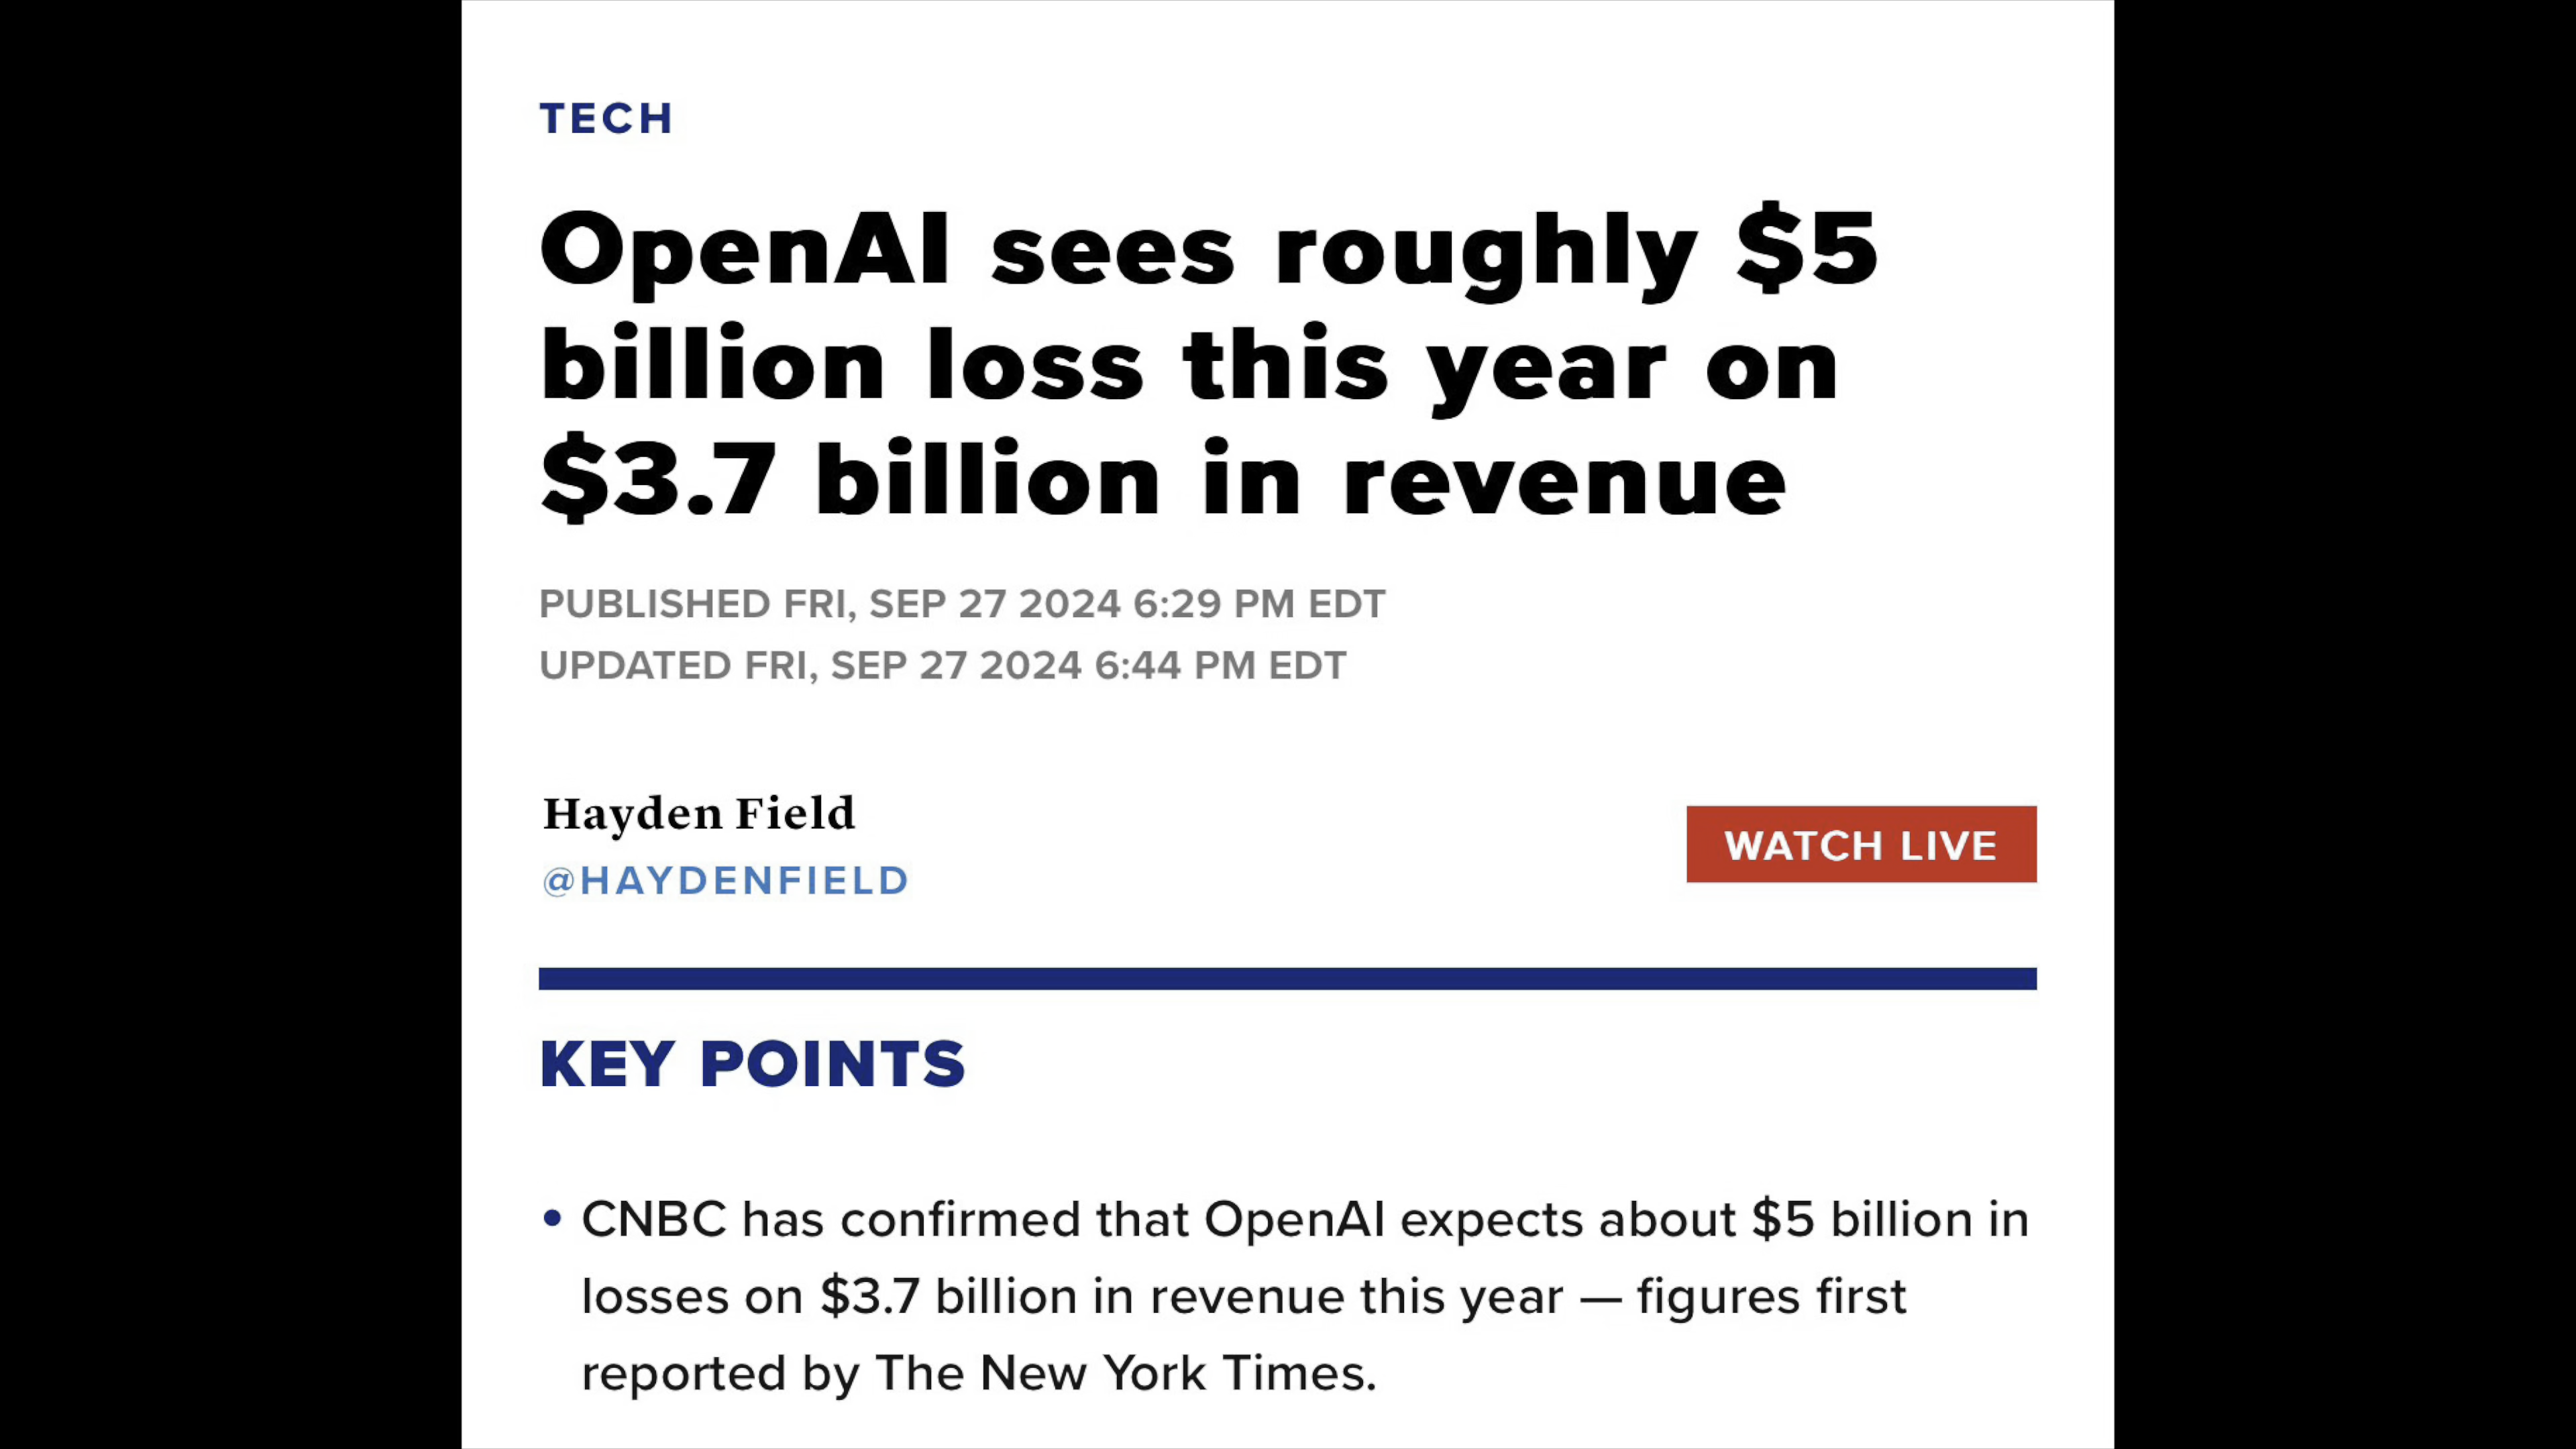 TECH
OpenAI sees roughly $5
billion loss this year on
$3.7 billion in revenue
PUBLISHED FRI, SEP 27 2024 6:29 PM EDT
UPDATED FRI, SEP 27 2024 6:44 PM EDT
Hayden Field
@HAYDENFIELD
WATCH LIVE
KEY POINTS
• CNBC has confirmed that OpenAI expects about $5 billion in
losses on $3.7 billion in revenue this year — figures first
reported by The New York Times.